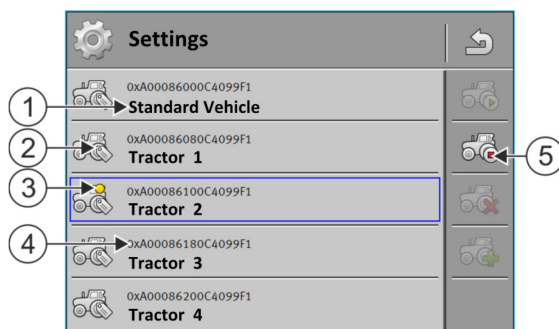 Settings
0xA00086000C4099F1
Standard Vehicle
0xA00086080C4099F1
Tractor 1
0xA00086100C4099F1
Tractor 2
0xA00086180C4099F1
Tractor 3
0xA00086200C4099F1
Tractor 4
1
2
3
4
5